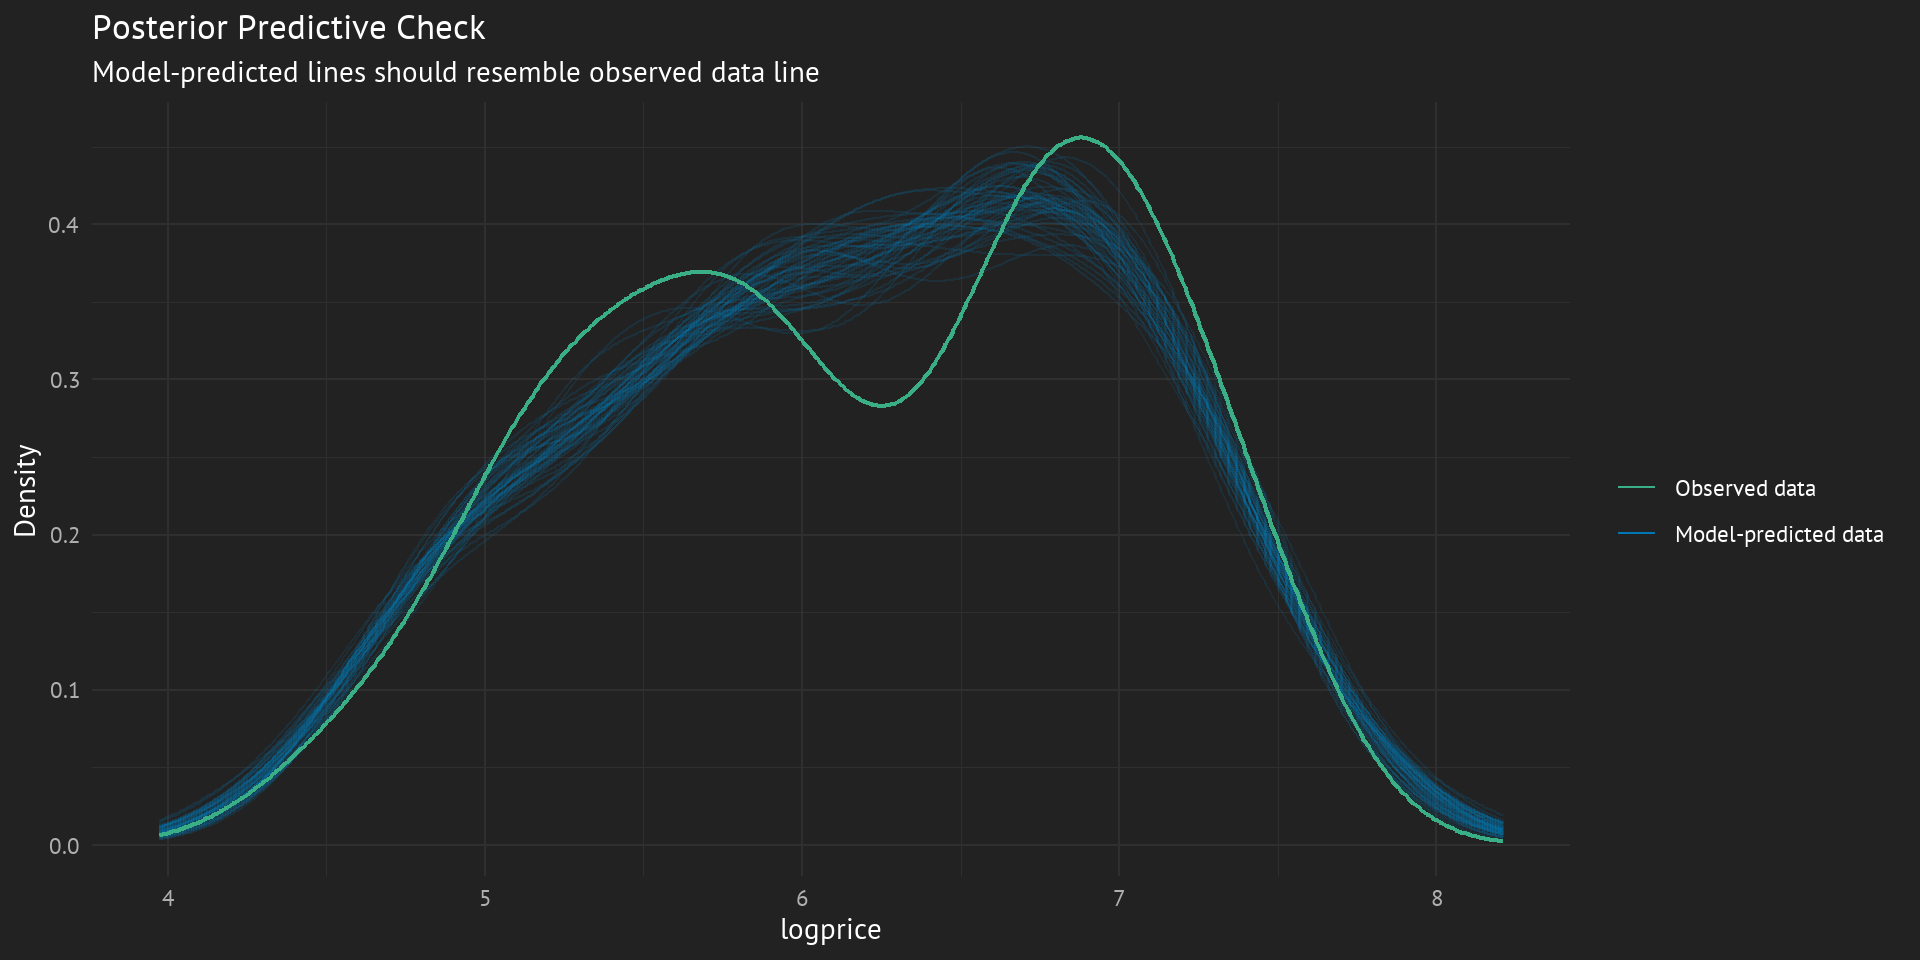 Posterior Predictive Check
Model-predicted lines should resemble observed data line
Density
0.4
0.3
0.2
0.1
0.0
4 5 6 7 8
logprice
Observed data
Model-predicted data